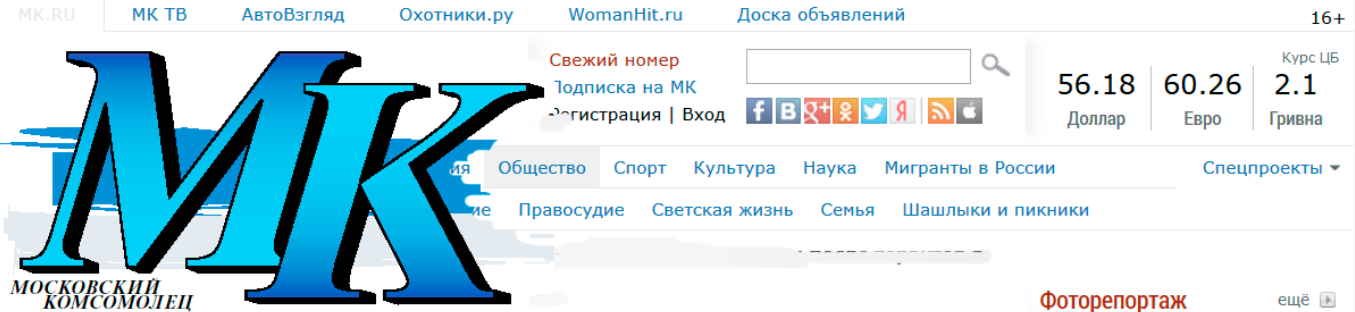 MK.RU МК ТВ АвтоВзгляд Охотники.ру WomanHit.ru Доска объявлений 16+
МК
МОСКОВСКИЙ
КОМСОМОЛЕЦ
Свежий номер
Подписка на МК
Регистрация | Вход
Курс ЦБ
56.18 60.26 2.1
Доллар Евро Гривна
Общество Спорт Культура Наука Мигранты в России Спецпроекты
Правосудие Светская жизнь Семья Шашлыки и пикники
Фоторепортаж ещё